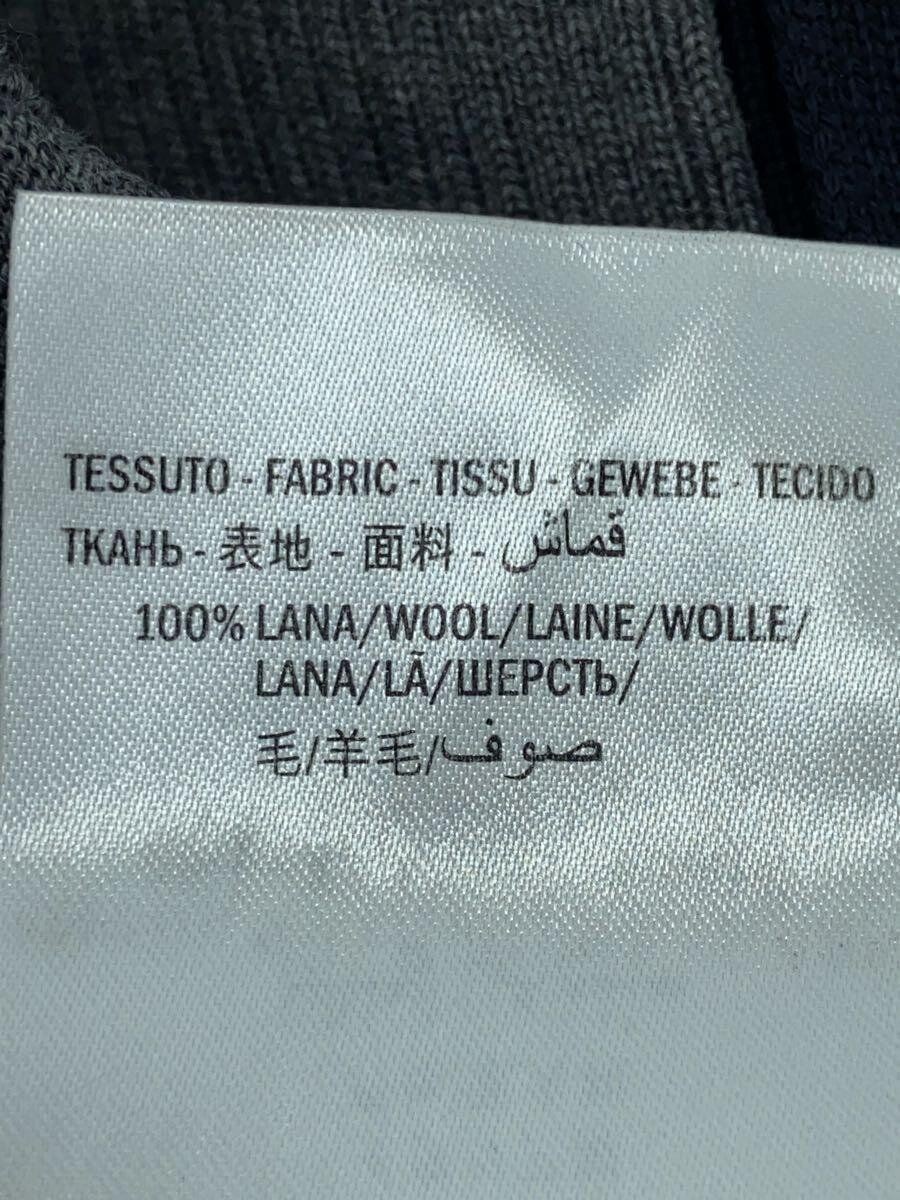 TESSUTO - FABRIC - TISSU - GEWEBE - TECIDO
ТКАНЬ - 表地 - 面料 - قماش
100% LANA/WOOL/LAINE/WOLLE/
LANA/LÃ/ШЕРСТЬ/
毛/羊毛/صوف